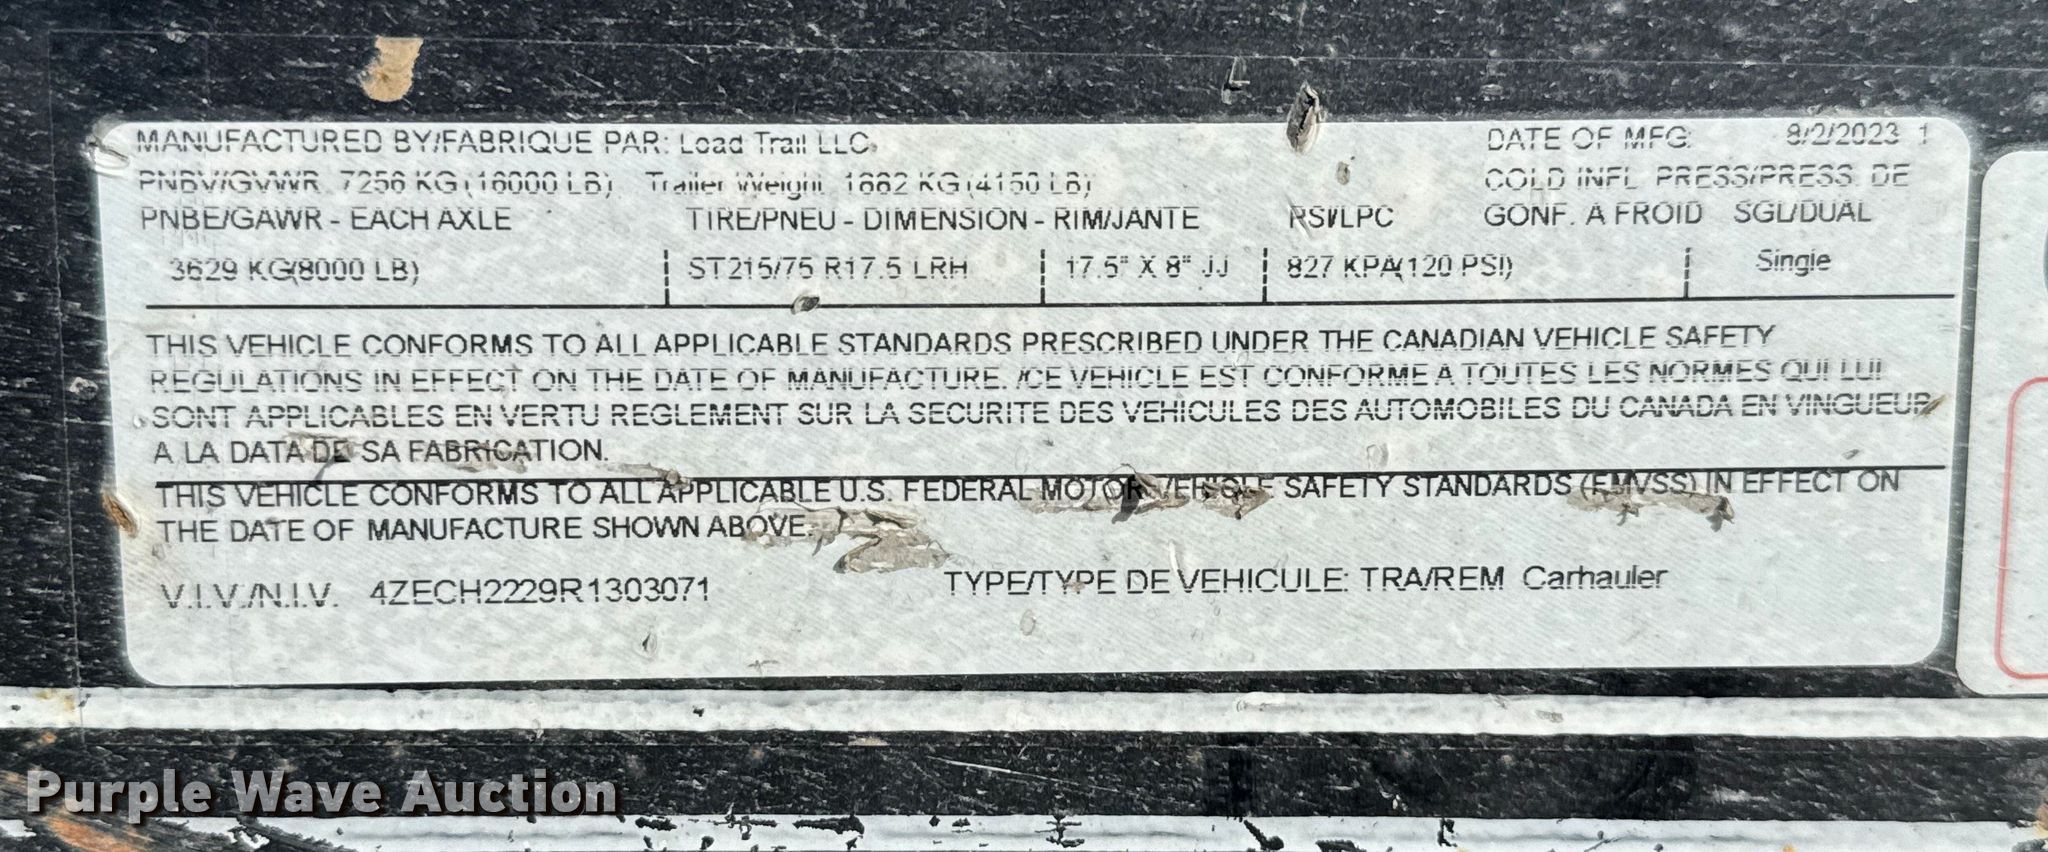 MANUFACTURED BY/FABRIQUE PAR: Load Trail LLC. DATE OF MFG: 8/2/2023 1
PNBV/GVWR 7256 KG (16000 LB) Trailer Weight 1882 KG (4150 LB) COLD INFL PRESS/PRESS. DE
PNBE/GAWR - EACH AXLE TIRE/PNEU - DIMENSION - RIM/JANTE PSI/LPC GONF. A FROID SGL/DUAL
3629 KG(8000 LB) ST215/75 R17.5 LRH 17.5" X 8" JJ 827 KPA(120 PSI) Single
THIS VEHICLE CONFORMS TO ALL APPLICABLE STANDARDS PRESCRIBED UNDER THE CANADIAN VEHICLE SAFETY
REGULATIONS IN EFFECT ON THE DATE OF MANUFACTURE. /CE VEHICLE EST CONFORME A TOUTES LES NORMES QUI LUI
SONT APPLICABLES EN VERTU REGLEMENT SUR LA SECURITE DES VEHICULES DES AUTOMOBILES DU CANADA EN VINGUEUR
A LA DATA DE SA FABRICATION.
THIS VEHICLE CONFORMS TO ALL APPLICABLE U.S. FEDERAL MOTOR VEHICLE SAFETY STANDARDS (FMVSS) IN EFFECT ON
THE DATE OF MANUFACTURE SHOWN ABOVE.
V.I.V./N.I.V. 4ZECH2229R1303071 TYPE/TYPE DE VEHICULE: TRA/REM Carhauler
Purple Wave Auction